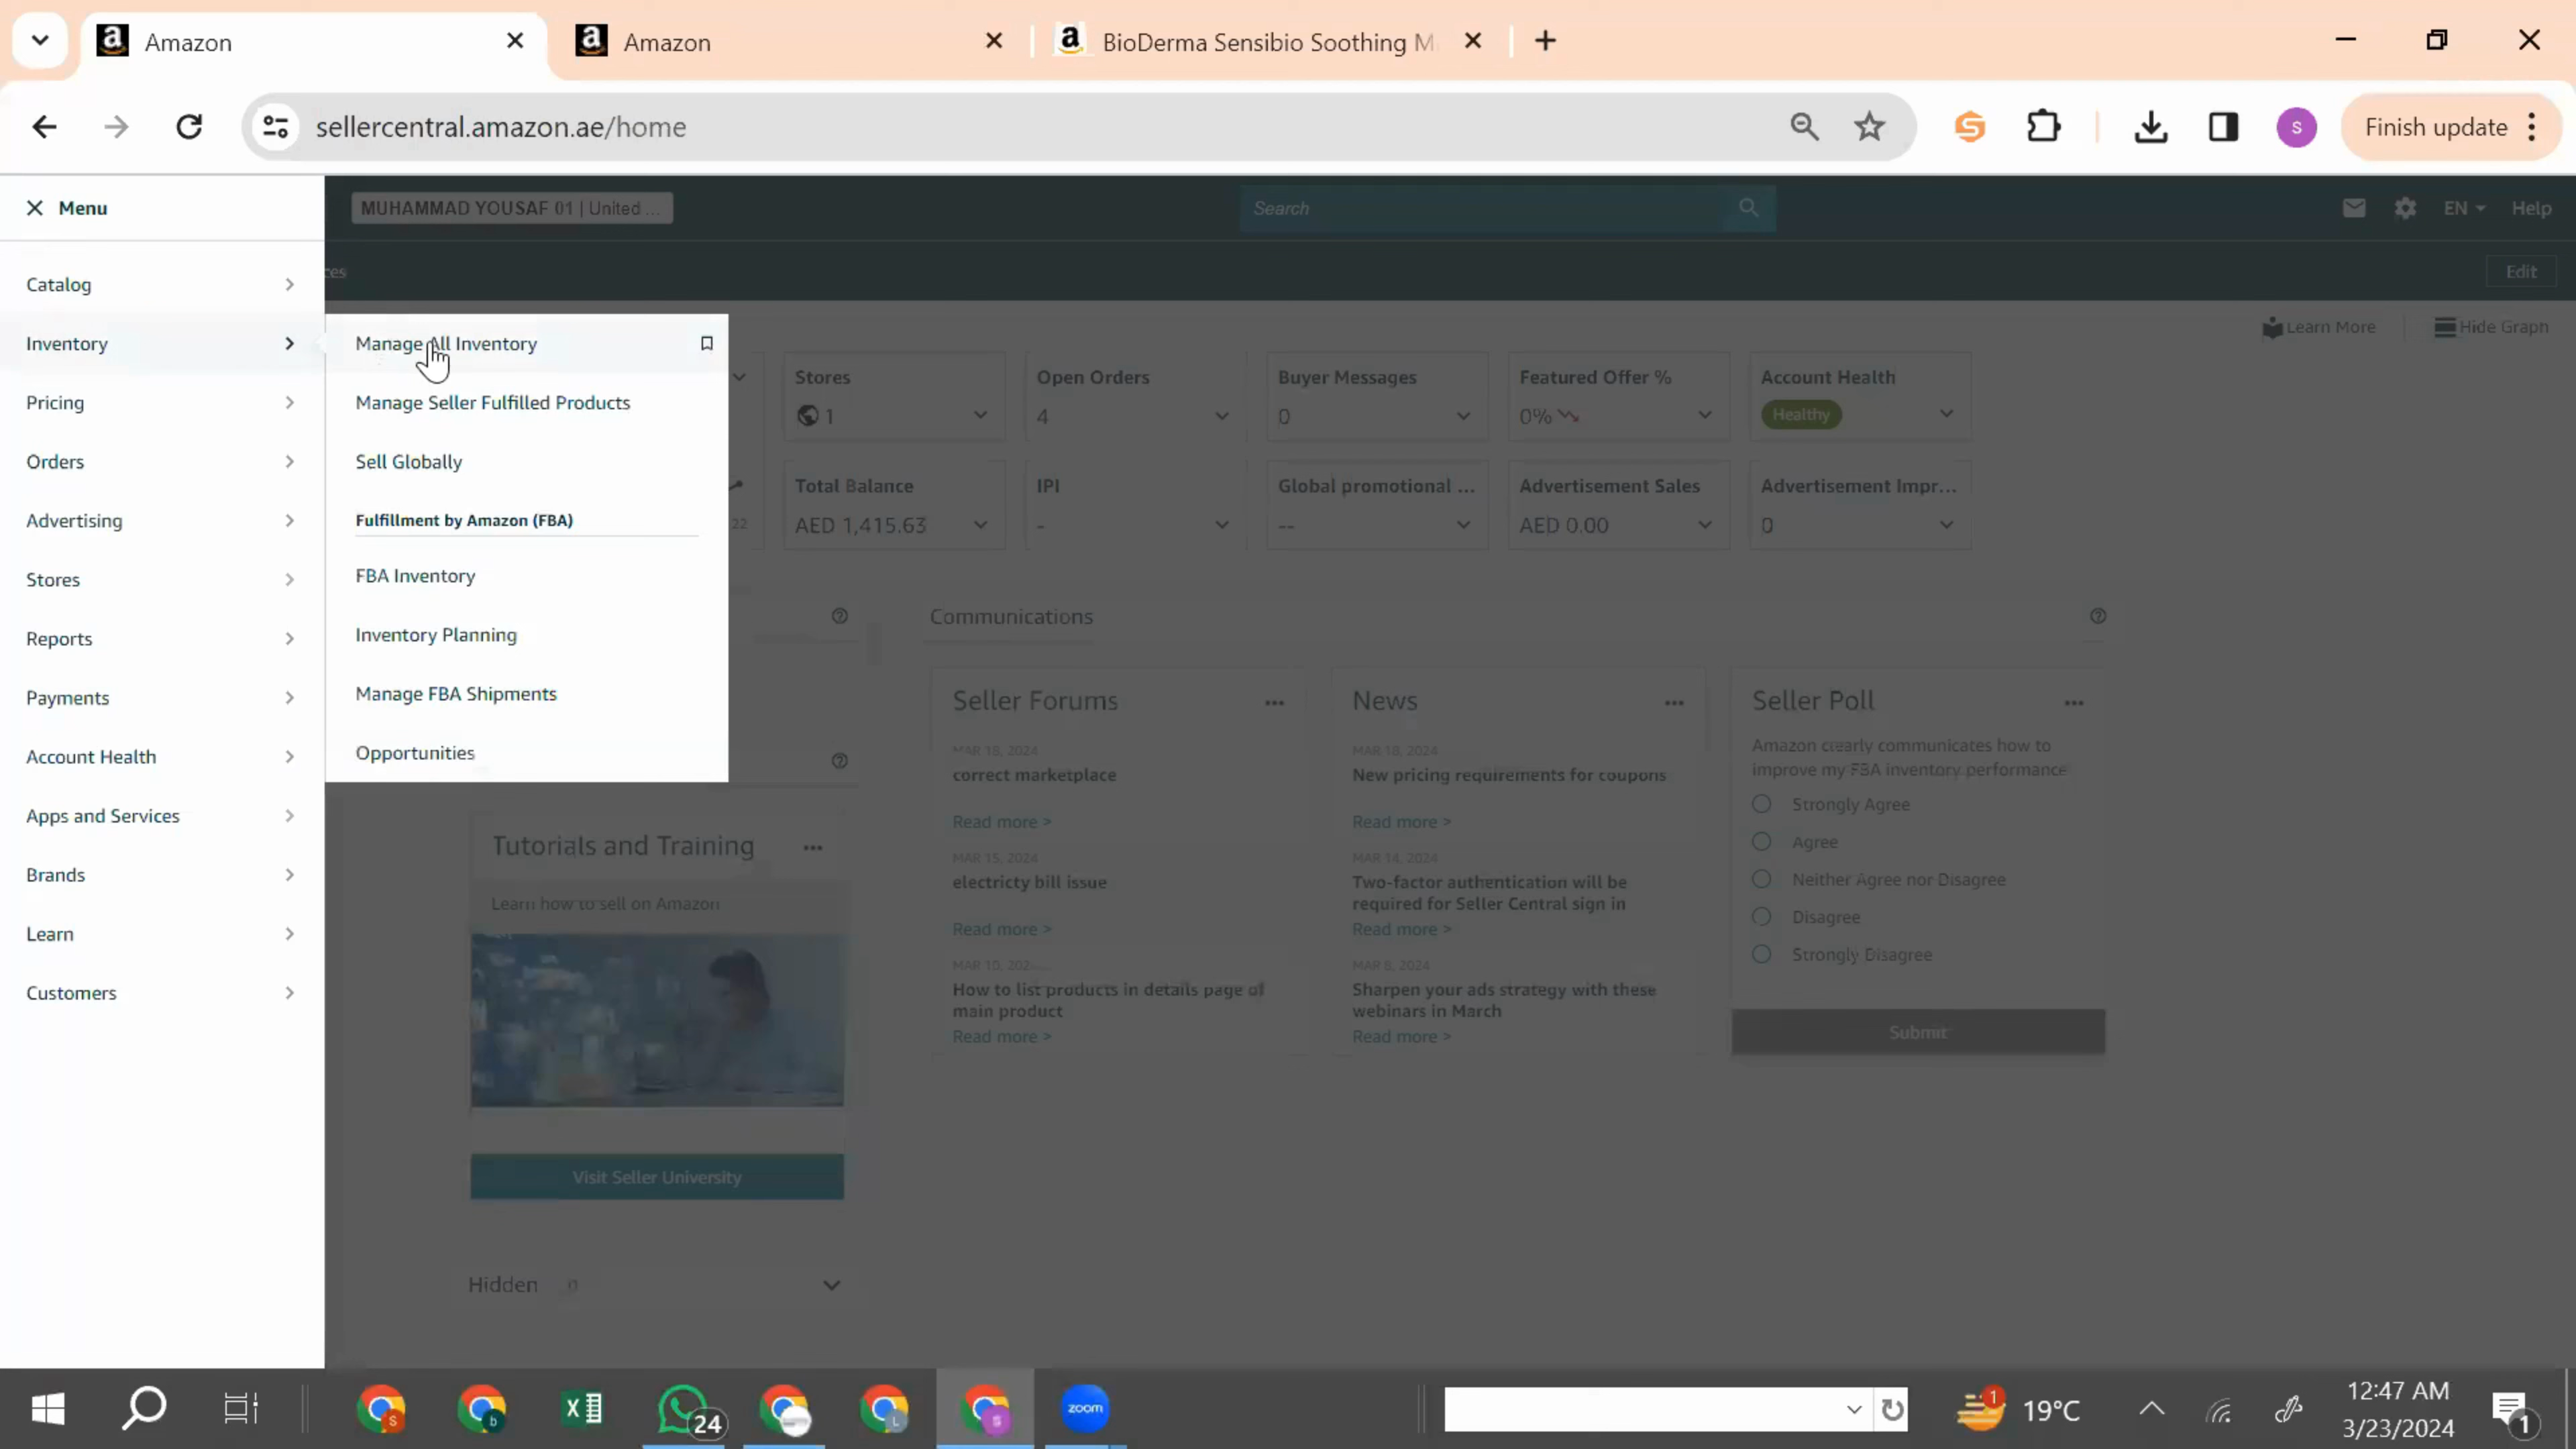 Amazon
Amazon
BioDerma Sensibio Soothing M
sellercentral.amazon.ae/home
S
Finish update
Menu
MUHAMMAD YOUSAF 01 | United ...
Search
EN
Help
Edit
Catalog
Inventory
Pricing
Orders
Advertising
Stores
Reports
Payments
Account Health
Apps and Services
Brands
Learn
Customers
Manage All Inventory
Manage Seller Fulfilled Products
Sell Globally
Fulfillment by Amazon (FBA)
FBA Inventory
Inventory Planning
Manage FBA Shipments
Opportunities
Learn More
Hide Graph
Stores
1
Open Orders
4
Buyer Messages
0
Featured Offer %
0%
Account Health
Healthy
22
Total Balance
AED 1,415.63
IPI
-
Global promotional ...
--
Advertisement Sales
AED 0.00
Advertisement Impr...
0
Communications
Seller Forums
MAR 18, 2024
correct marketplace
Read more >
MAR 15, 2024
electricty bill issue
Read more >
How to list products in details page of
main product
Read more >
News
MAR 18, 2024
New pricing requirements for coupons
Read more >
MAR 14, 2024
Two-factor authentication will be
required for Seller Central sign in
Read more >
MAR 8, 2024
Sharpen your ads strategy with these
webinars in March
Read more >
Seller Poll
Amazon clearly communicates how to
improve my FBA inventory performance
Strongly Agree
Agree
Neither Agree nor Disagree
Disagree
Strongly Disagree
Submit
Tutorials and Training
Learn how to sell on Amazon
Visit Seller University
Hidden
24
zoom
1
19°C
12:47 AM
3/23/2024
1